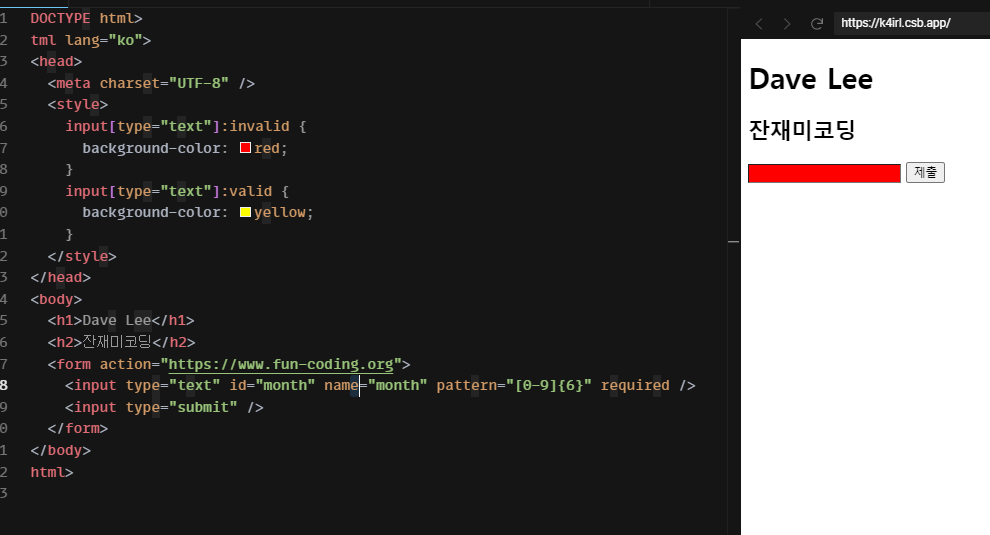 1 DOCTYPE html>
2 tml lang="ko">
3 <head>
4 <meta charset="UTF-8" />
5 <style>
6 input[type="text"]:invalid {
7 background-color: red;
8 }
9 input[type="text"]:valid {
0 background-color: yellow;
1 }
2 </style>
3 </head>
4 <body>
5 <h1>Dave Lee</h1>
6 <h2>잔재미코딩</h2>
7 <form action="https://www.fun-coding.org">
8 <input type="text" id="month" name="month" pattern="[0-9]{6}" required />
9 <input type="submit" />
0 </form>
1 </body>
2 html>
3
https://k4irl.csb.app/
Dave Lee
잔재미코딩
제출